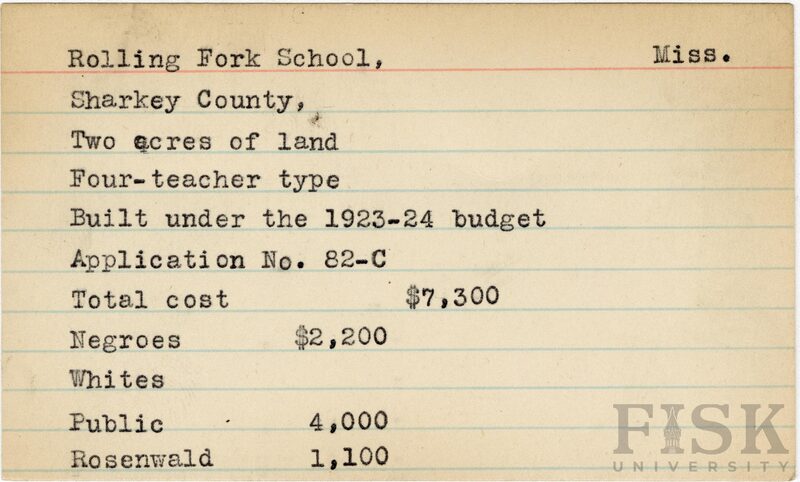 Rolling Fork School, Miss.
Sharkey County,
Two acres of land
Four-teacher type
Built under the 1923-24 budget
Application No. 82-C
Total cost $7,300
Negroes $2,200
Whites
Public 4,000
Rosenwald 1,100
FISK
UNIVERSITY